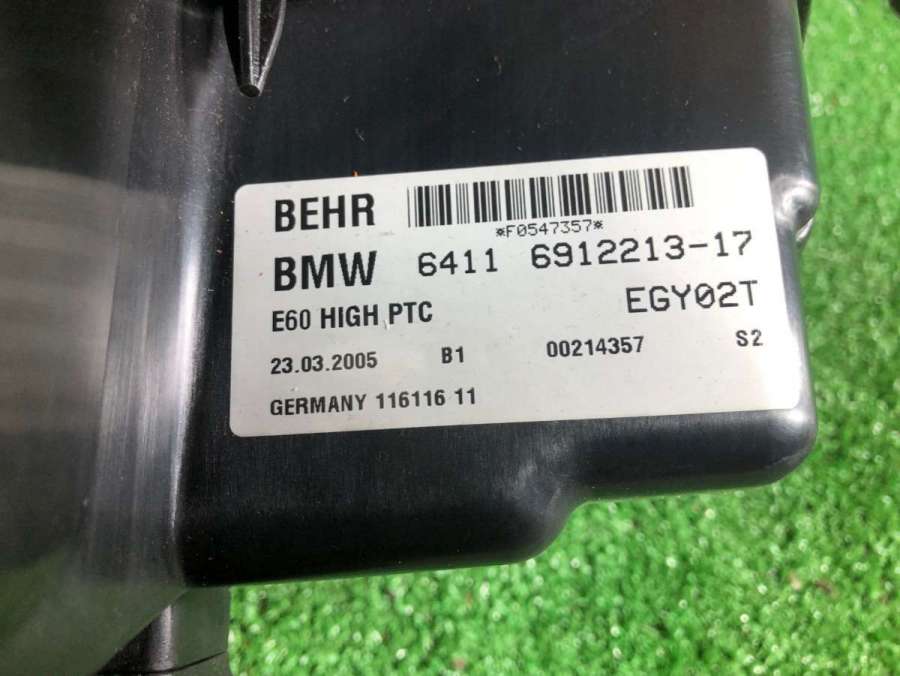 BEHR
*F0547357*
BMW 6411 6912213-17
E60 HIGH PTC EGY02T
23.03.2005 B1 00214357 S2
GERMANY 116116 11